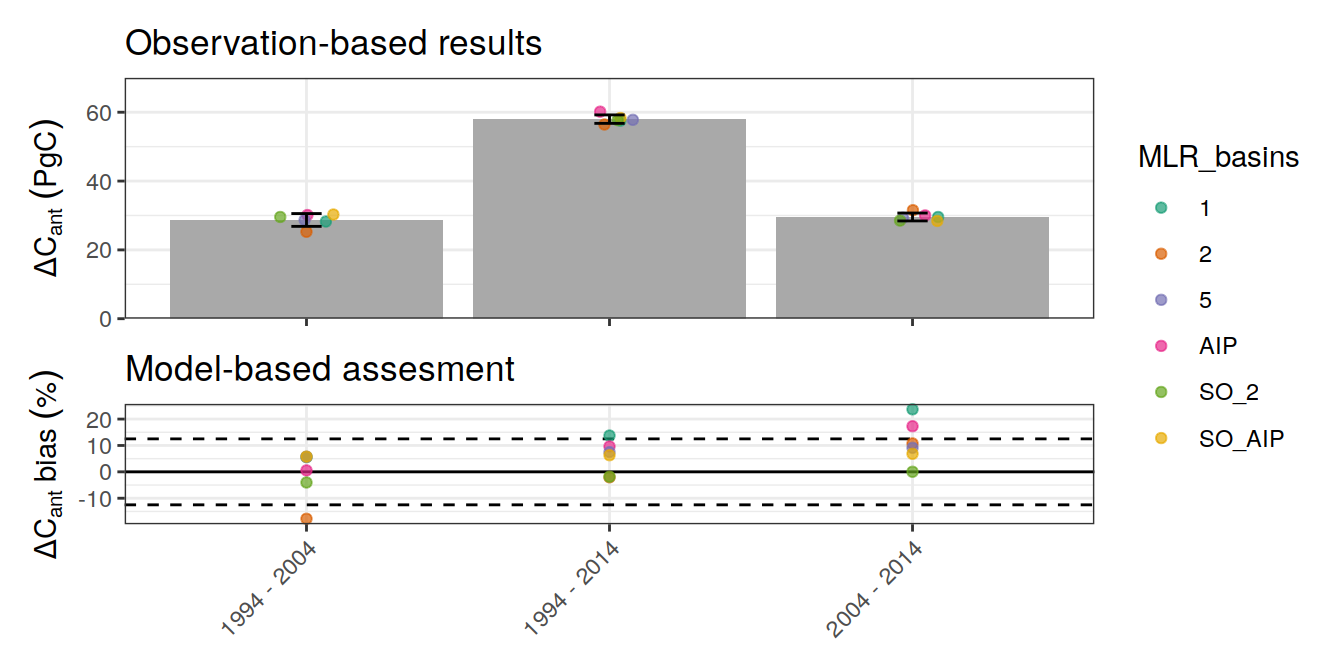 Observation-based results
ΔCant (PgC)
60
40
20
0
Model-based assesment
ΔCant bias (%)
20
10
0
-10
1994 - 2004
1994 - 2014
2004 - 2014
MLR_basins
1
2
5
AIP
SO_2
SO_AIP